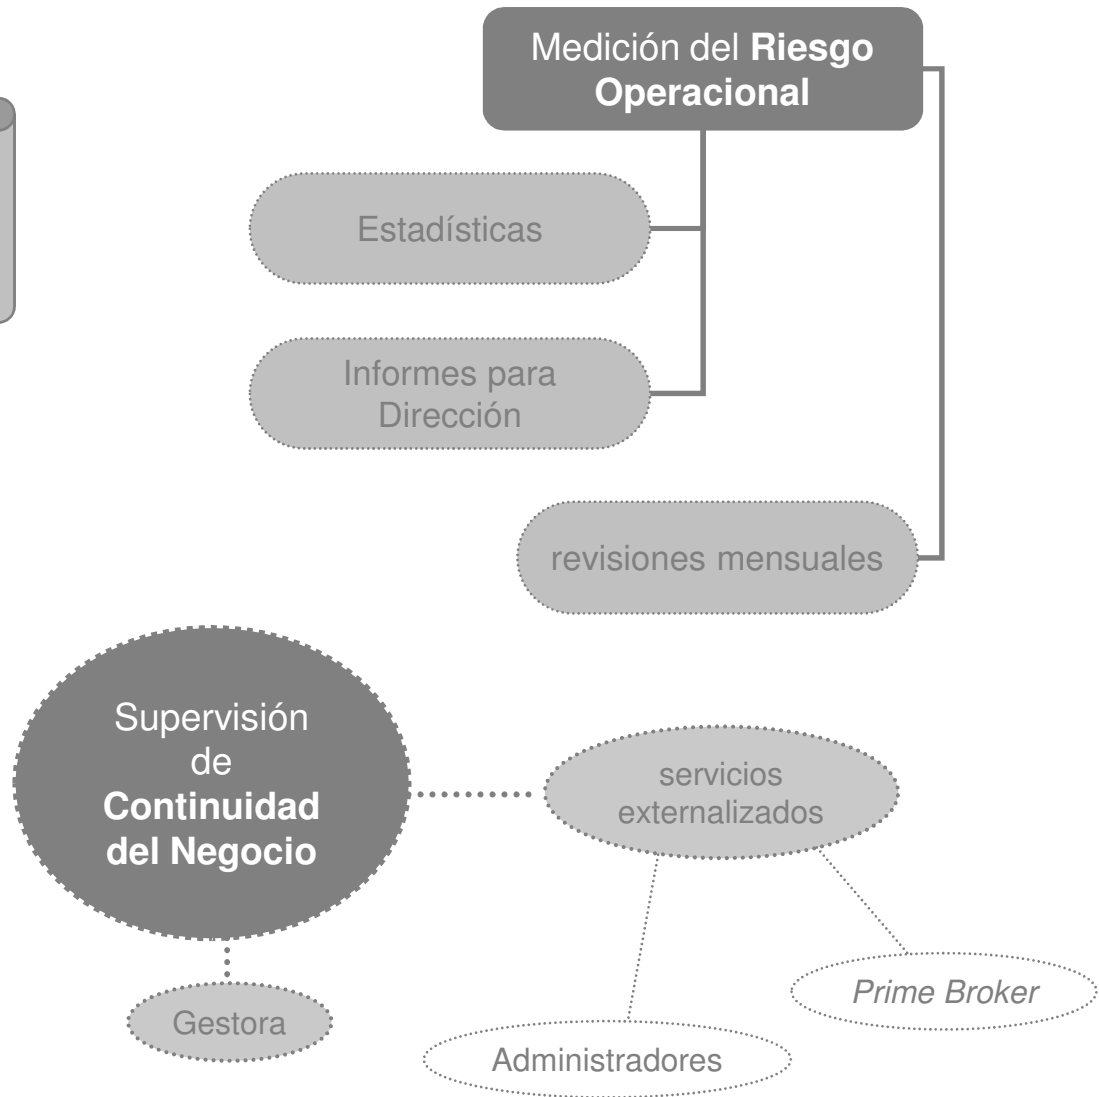 Medición del Riesgo
Operacional
Estadísticas
Informes para
Dirección
revisiones mensuales
Supervisión
de
Continuidad
del Negocio
servicios
externalizados
Prime Broker
Gestora
Administradores